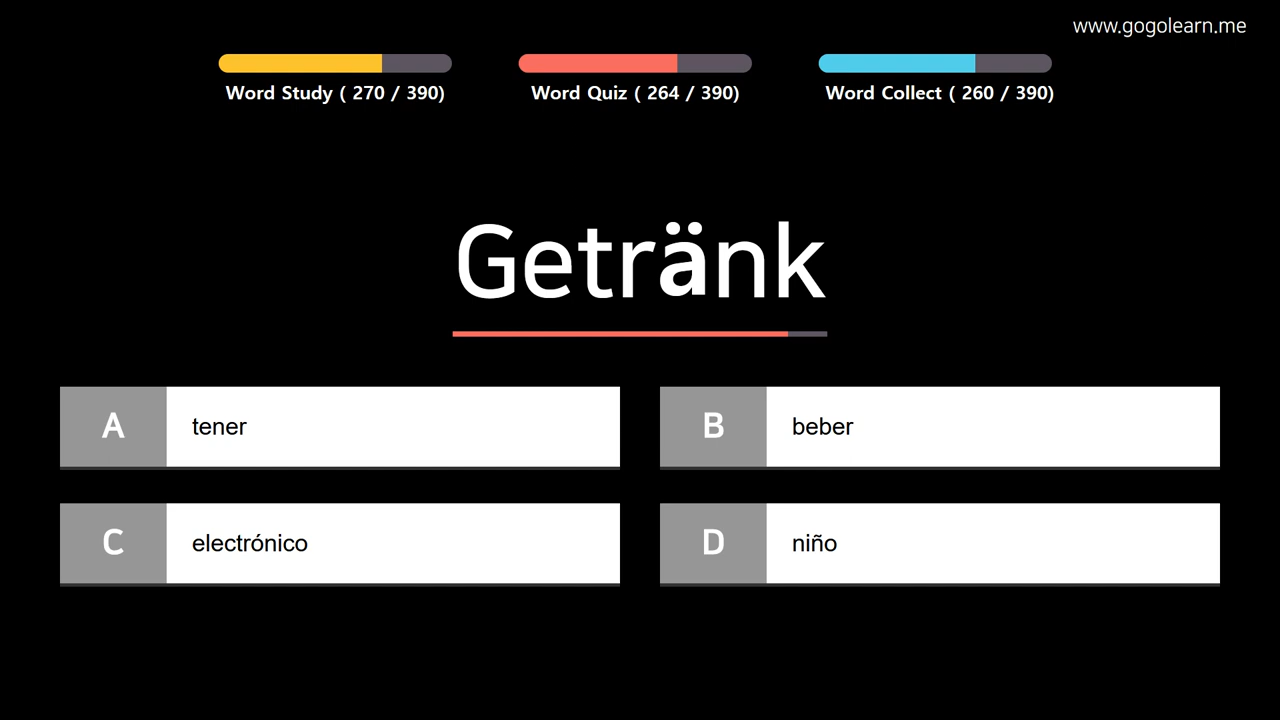 www.gogolearn.me
Word Study ( 270 / 390)
Word Quiz ( 264 / 390)
Word Collect ( 260 / 390)
Getränk
A tener
B beber
C electrónico
D niño